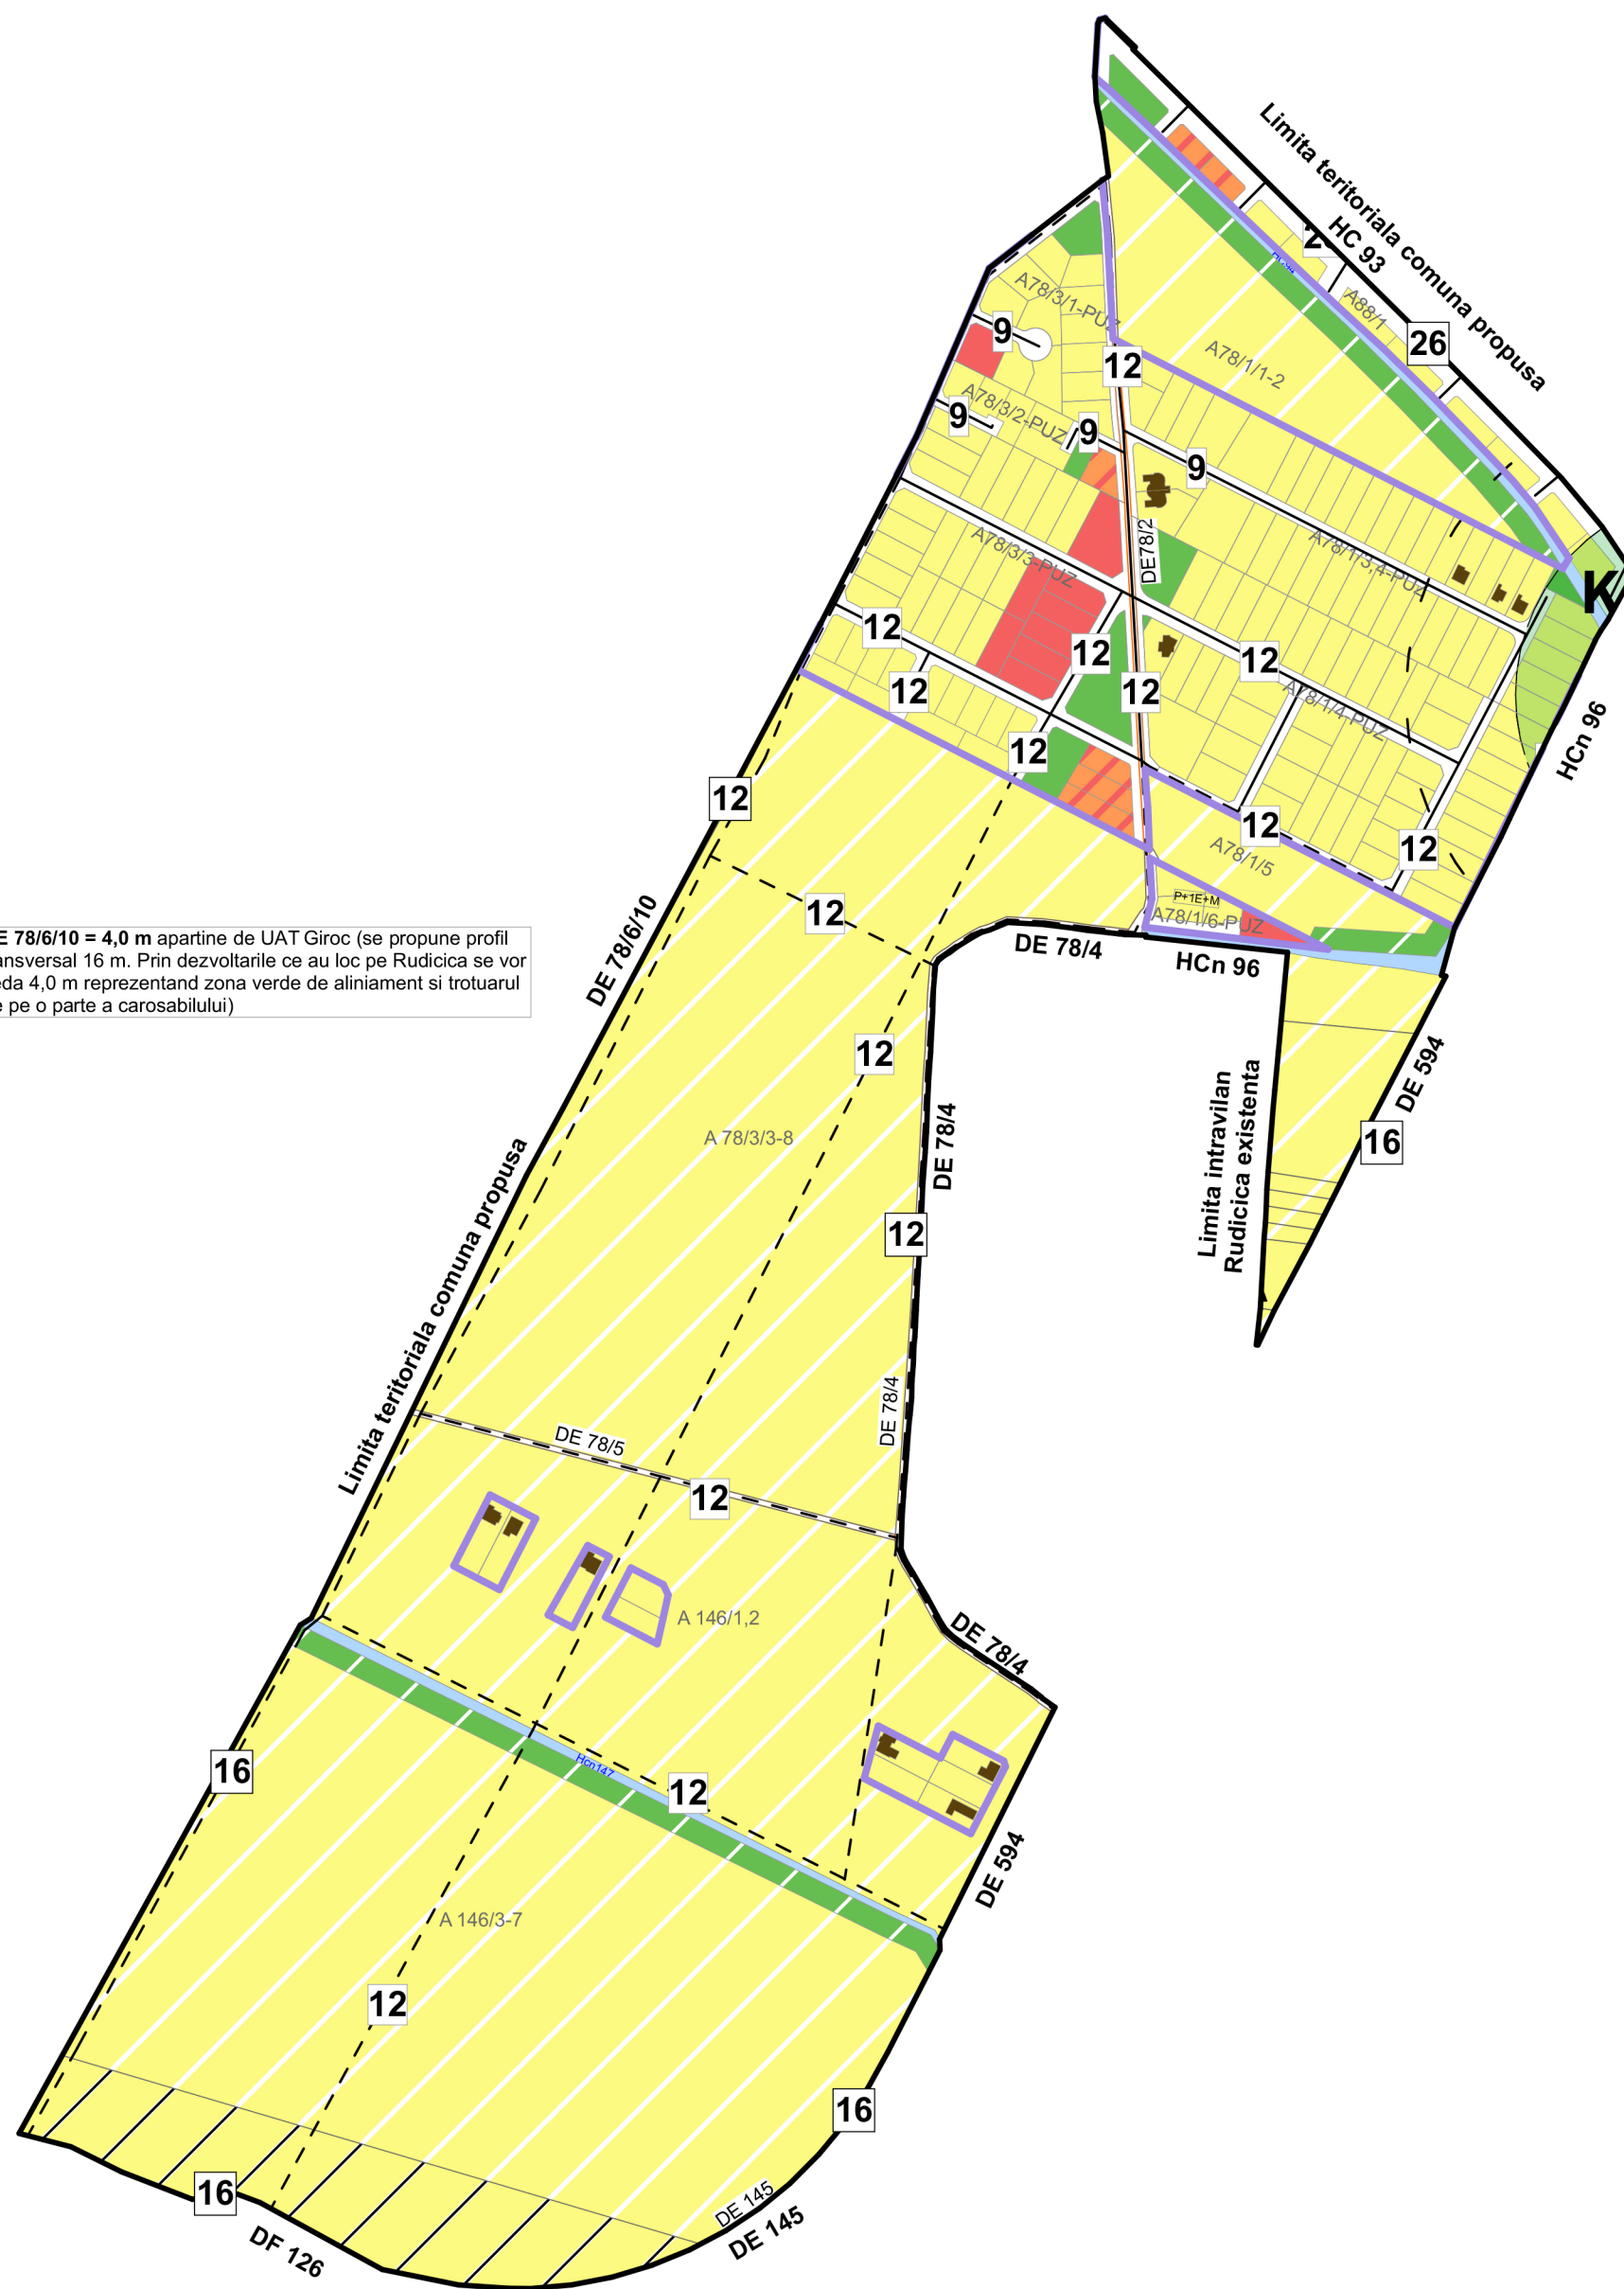 Limita teritoriala comuna propusa
HC 93
A88/1
26
A78/3/1-PUZ
9
12
A78/1/1-2
A78/3/2-PUZ
9
9
9
DE78/2
A78/3/3-PUZ
A78/1/3,4-PUZ
K
12
12
12
12
12
A78/1/4-PUZ
HCn 96
12
12
12
12
A78/1/5
P+1E+M
A78/1/6-PUZ
12
DE 78/4
HCn 96
DE 78/6/10
E 78/6/10 = 4,0 m apartine de UAT Giroc (se propune profil
ansversal 16 m. Prin dezvoltarile ce au loc pe Rudicica se vor
eda 4,0 m reprezentand zona verde de aliniament si trotuarul
e pe o parte a carosabilului)
12
A 78/3/3-8
DE 78/4
Limita intravilan
Rudicica existenta
DE 594
16
12
Limita teritoriala comuna propusa
DE 78/4
DE 78/5
12
A 146/1,2
DE 78/4
16
Hcn147
12
DE 594
A 146/3-7
12
16
16
DF 126
DE 145
DE 145